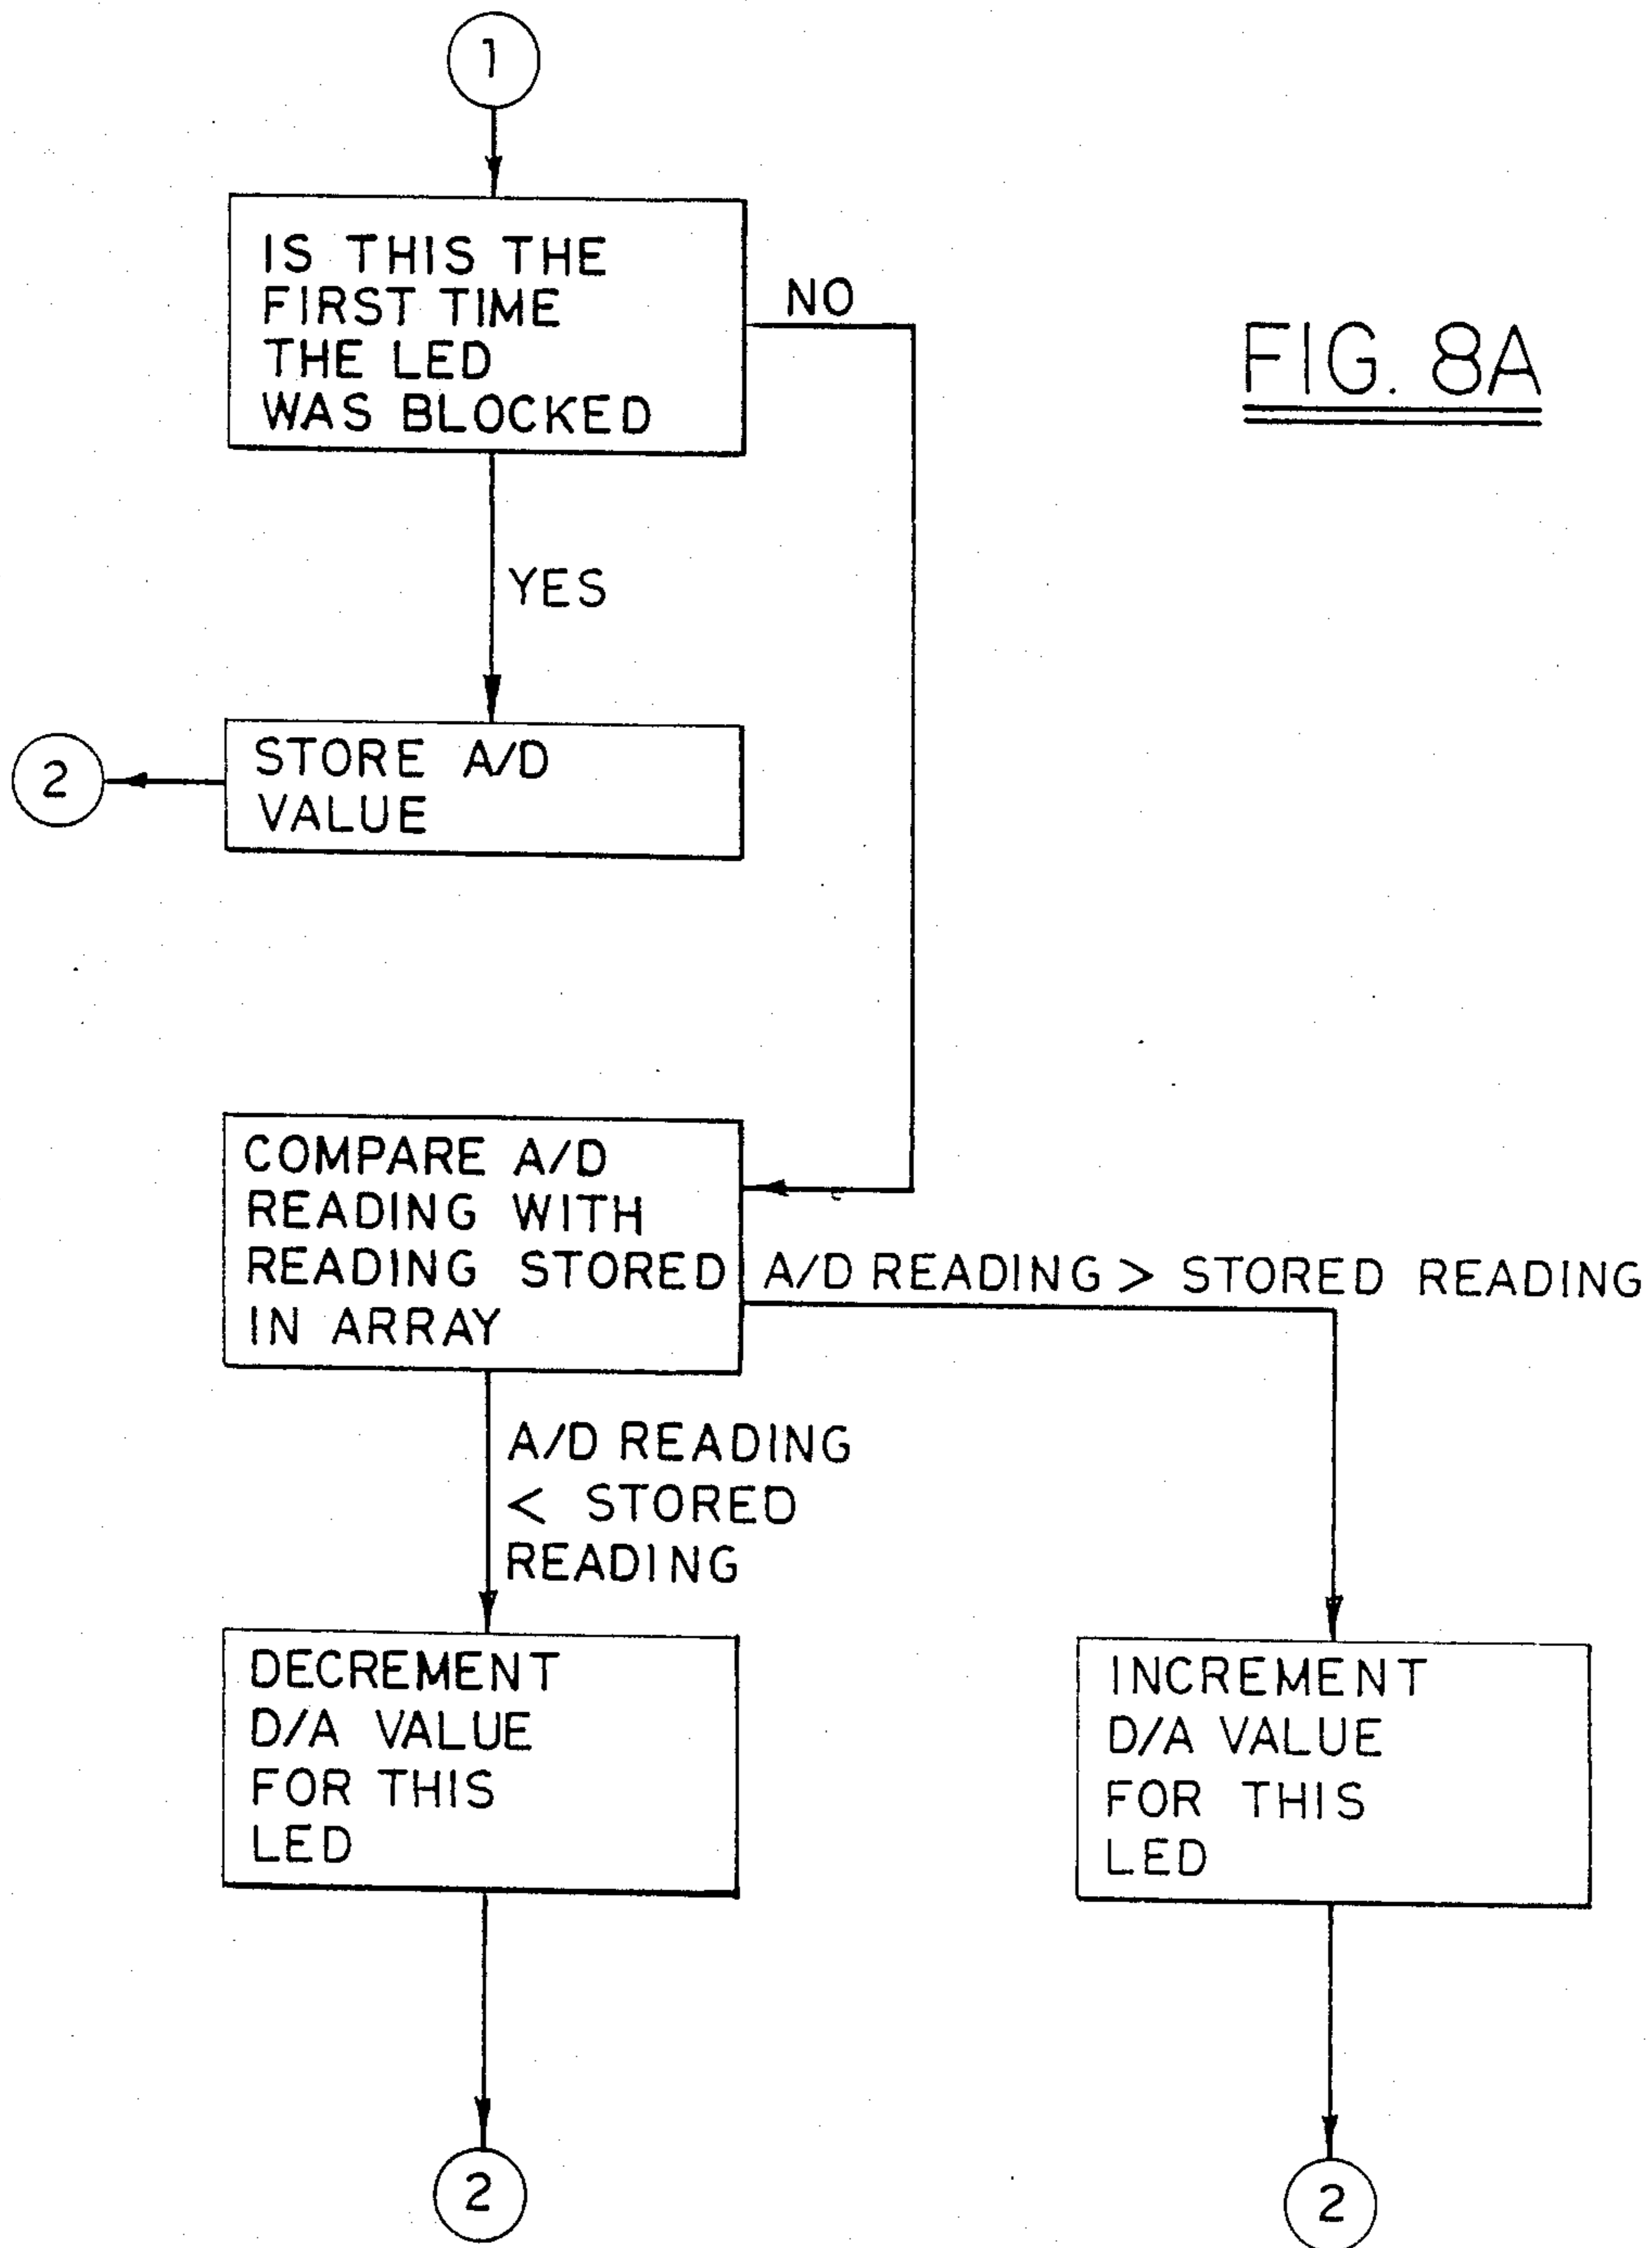 1
IS THIS THE
FIRST TIME
THE LED
WAS BLOCKED
NO
FIG. 8A
YES
STORE A/D
VALUE
2
COMPARE A/D
READING WITH
READING STORED
IN ARRAY
A/D READING > STORED READING
A/D READING
< STORED
READING
DECREMENT
D/A VALUE
FOR THIS
LED
INCREMENT
D/A VALUE
FOR THIS
LED
2
2